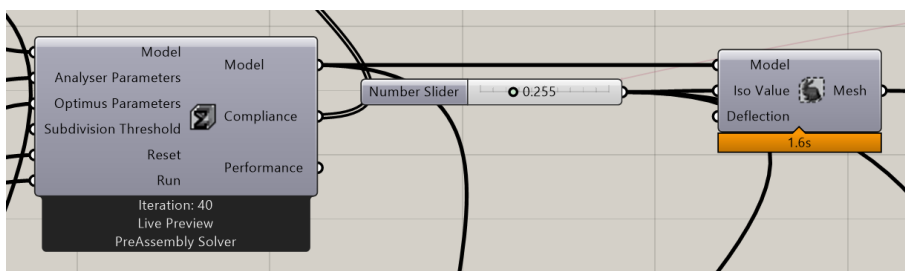 Model
Analyser Parameters
Optimus Parameters
Subdivision Threshold
Reset
Run
Model
Compliance
Performance
Iteration: 40
Live Preview
PreAssembly Solver
Number Slider
0.255
Model
Iso Value
Deflection
Mesh
1.6s